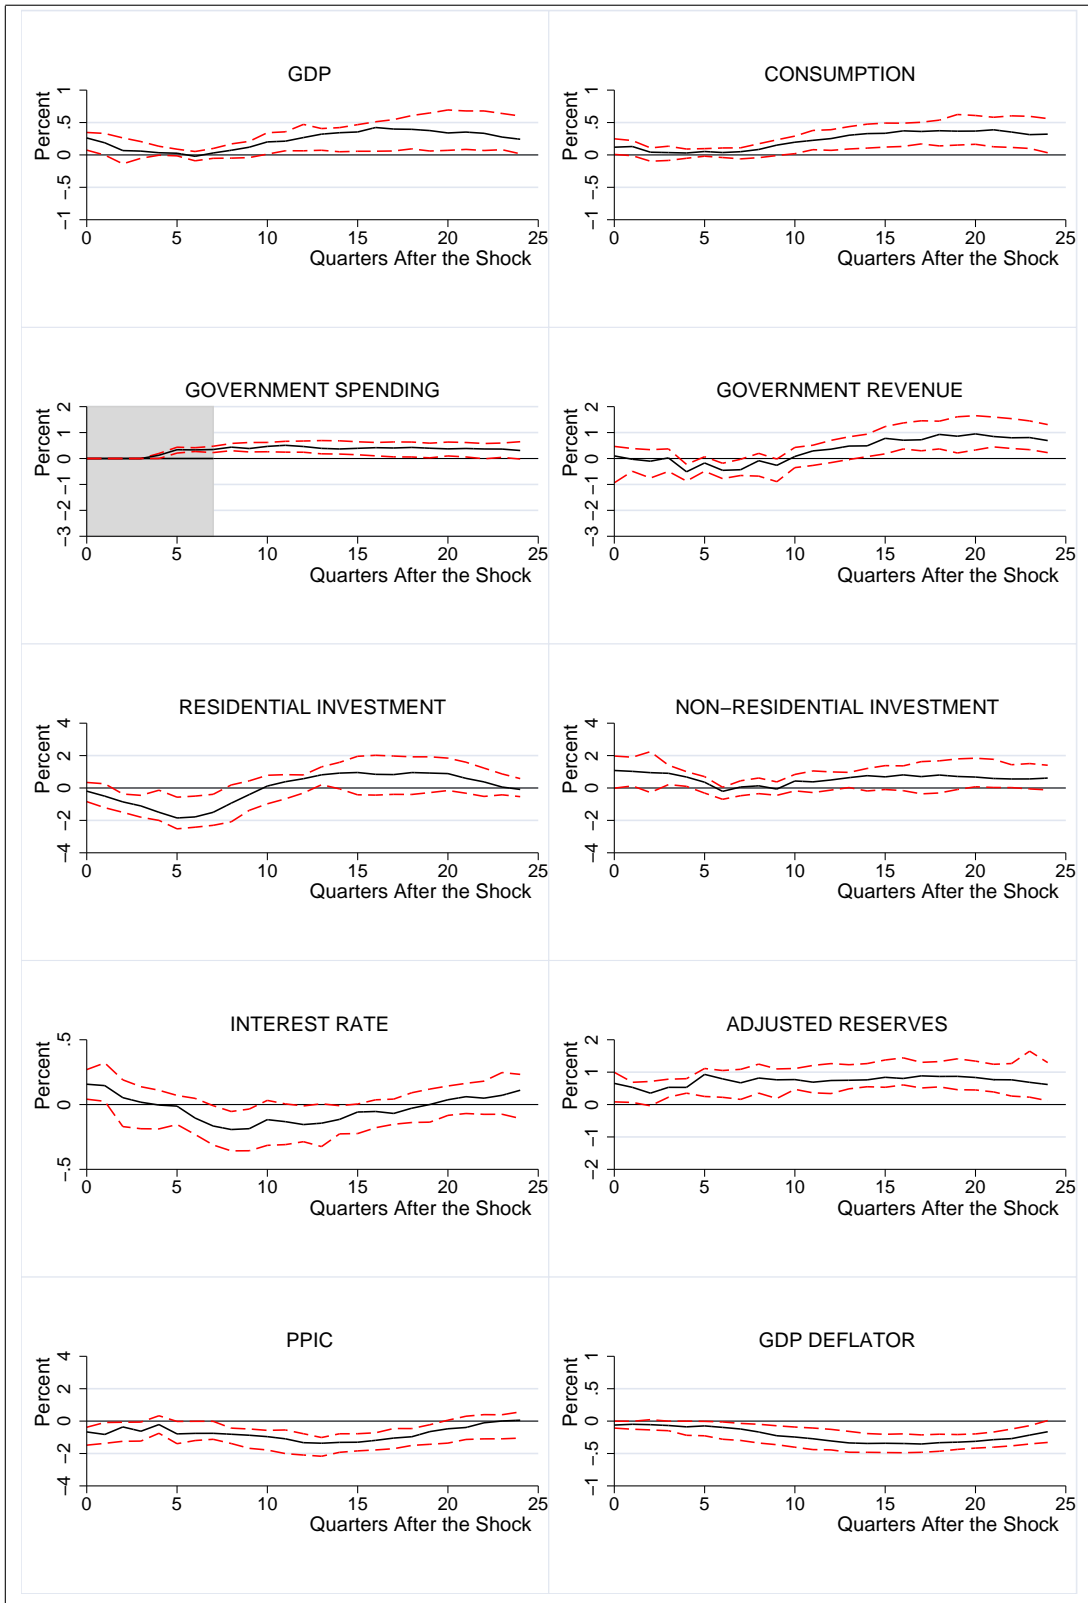 GDP
Percent
1
.5
0
-.5
-1
0 5 10 15 20 25
Quarters After the Shock
CONSUMPTION
Percent
1
.5
0
-.5
-1
0 5 10 15 20 25
Quarters After the Shock
GOVERNMENT SPENDING
Percent
2
1
0
-1
-2
-3
0 5 10 15 20 25
Quarters After the Shock
GOVERNMENT REVENUE
Percent
2
1
0
-1
-2
-3
0 5 10 15 20 25
Quarters After the Shock
RESIDENTIAL INVESTMENT
Percent
4
2
0
-2
-4
0 5 10 15 20 25
Quarters After the Shock
NON-RESIDENTIAL INVESTMENT
Percent
4
2
0
-2
-4
0 5 10 15 20 25
Quarters After the Shock
INTEREST RATE
Percent
.5
0
-.5
0 5 10 15 20 25
Quarters After the Shock
ADJUSTED RESERVES
Percent
2
1
0
-1
-2
0 5 10 15 20 25
Quarters After the Shock
PPIC
Percent
4
2
0
-2
-4
0 5 10 15 20 25
Quarters After the Shock
GDP DEFLATOR
Percent
1
.5
0
-.5
-1
0 5 10 15 20 25
Quarters After the Shock